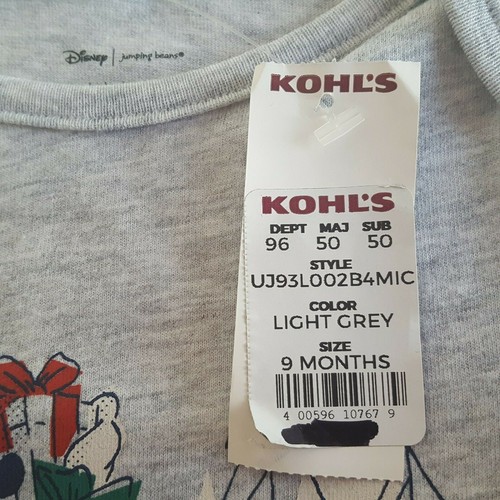 Disney | jumping beans®
KOHL'S
KOHL'S
DEPT MAJ SUB
96 50 50
STYLE
UJ93L002B4MIC
COLOR
LIGHT GREY
SIZE
9 MONTHS
4 00596 10767 9